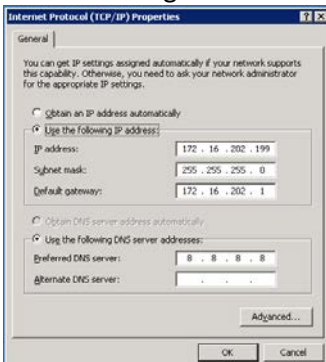 Internet Protocol (TCP/IP) Properties
General
You can get IP settings assigned automatically if your network supports
this capability. Otherwise, you need to ask your network administrator
for the appropriate IP settings.
Obtain an IP address automatically
Use the following IP address:
IP address: 172 . 16 . 202 . 199
Subnet mask: 255 . 255 . 255 . 0
Default gateway: 172 . 16 . 202 . 1
Obtain DNS server address automatically
Use the following DNS server addresses:
Preferred DNS server: 8 . 8 . 8 . 8
Alternate DNS server: . . .
Advanced...
OK Cancel